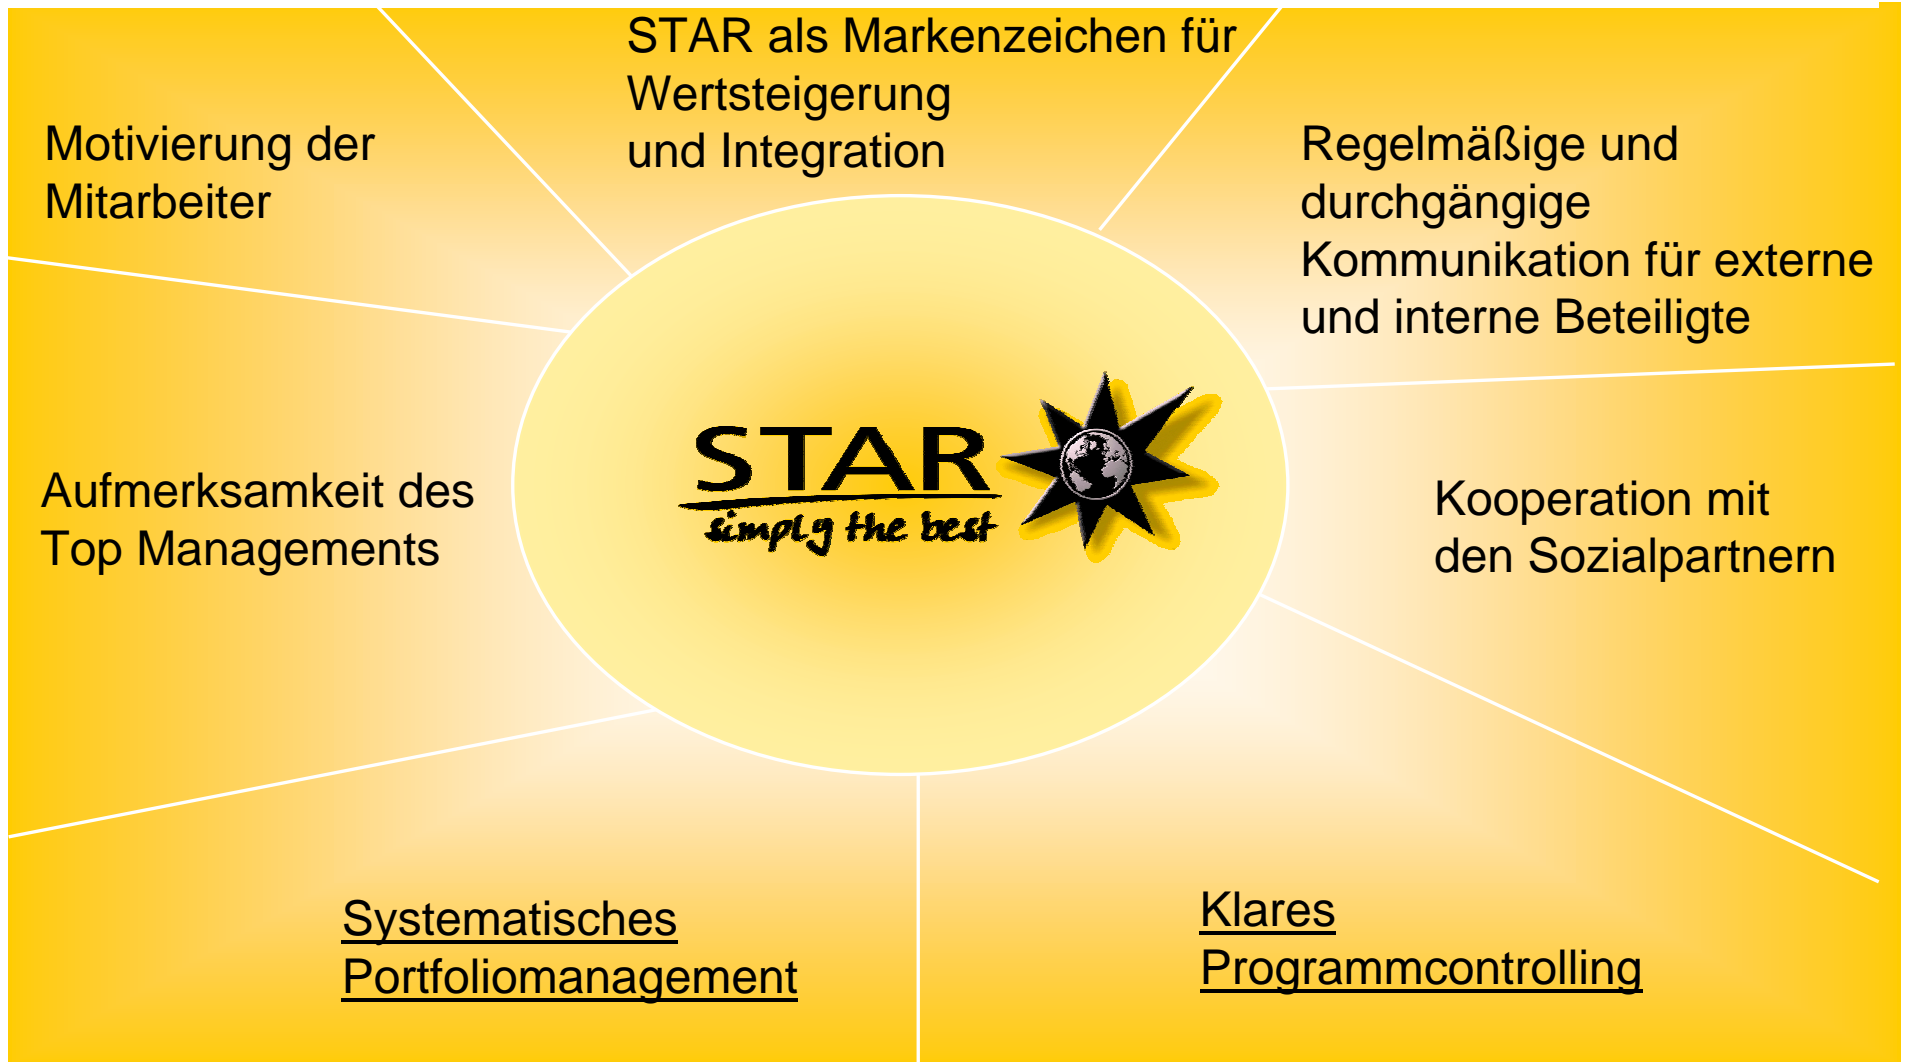 STAR als Markenzeichen für
Wertsteigerung
und Integration
Motivierung der
Mitarbeiter
Regelmäßige und
durchgängige
Kommunikation für externe
und interne Beteiligte
STAR
simply the best
Aufmerksamkeit des
Top Managements
Kooperation mit
den Sozialpartnern
Systematisches
Portfoliomanagement
Klares
Programmcontrolling